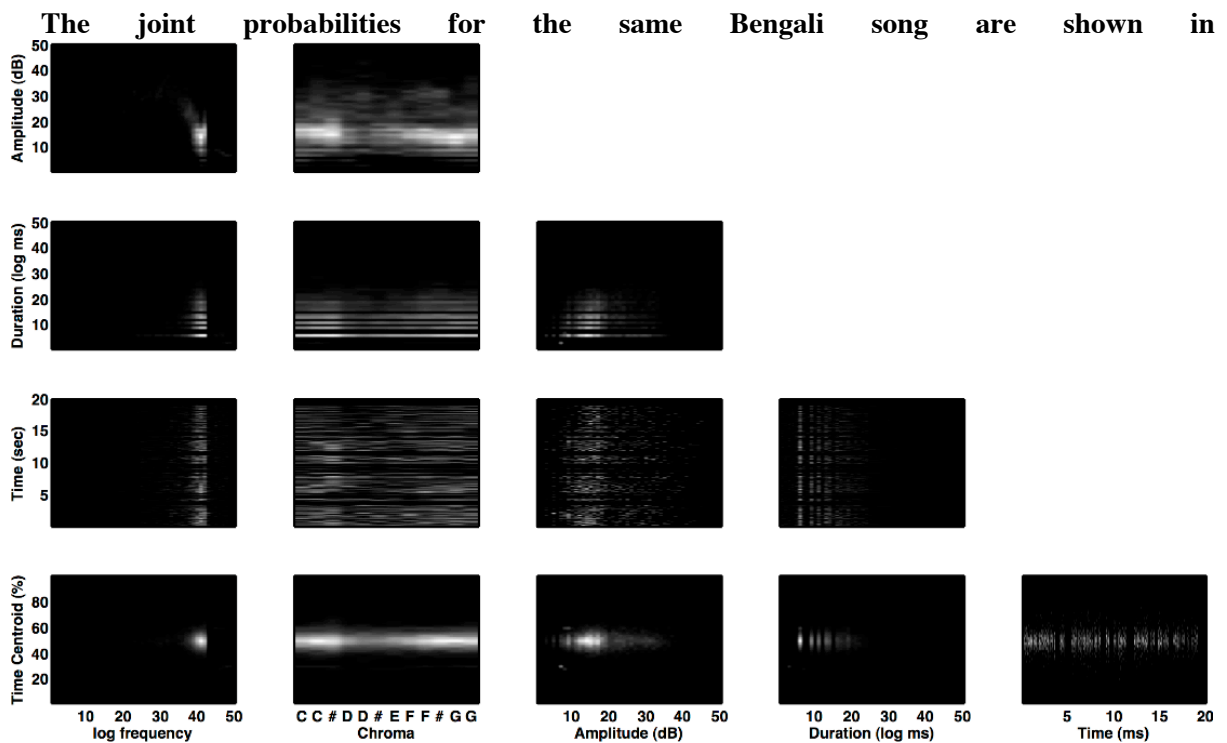 The joint probabilities for the same Bengali song are shown in
50
40
30
20
10
Amplitude (dB)
50
40
30
20
10
Duration (log ms)
20
15
10
5
Time (sec)
80
60
40
20
Time Centroid (%)
10 20 30 40 50
log frequency
C C # D D # E F F # G G
Chroma
10 20 30 40 50
Amplitude (dB)
10 20 30 40 50
Duration (log ms)
5 10 15 20
Time (ms)